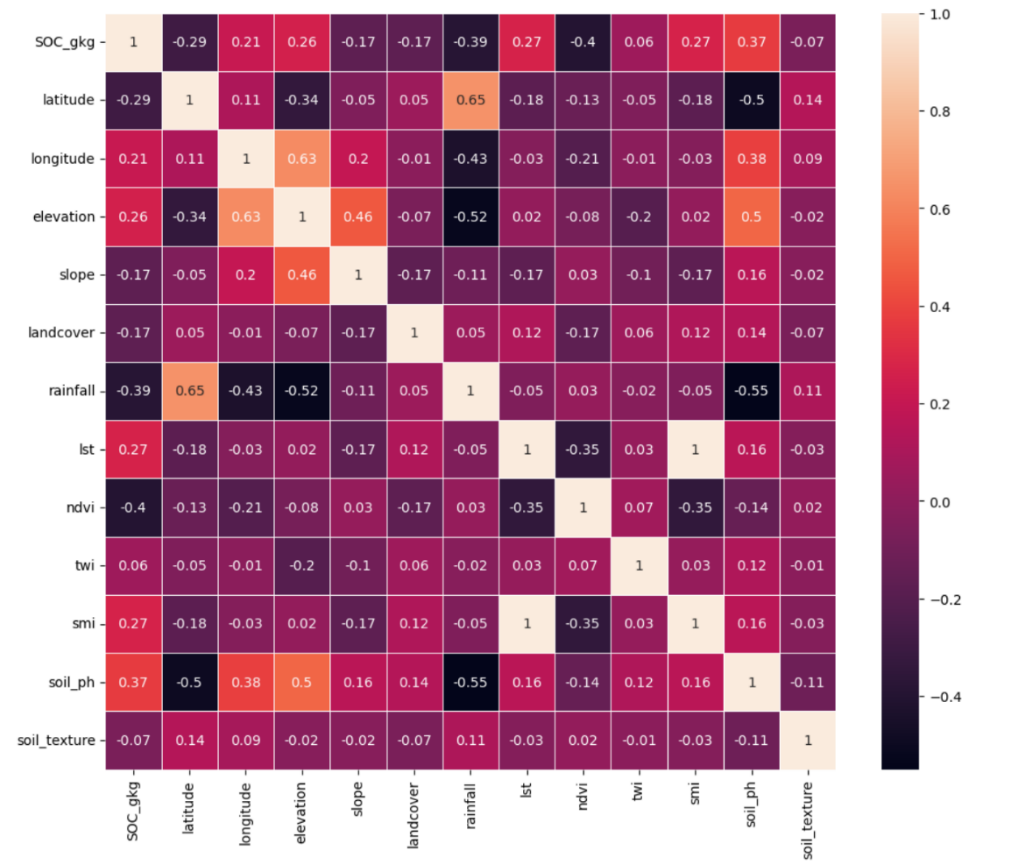 SOC_gkg 1 -0.29 0.21 0.26 -0.17 -0.17 -0.39 0.27 -0.4 0.06 0.27 0.37 -0.07
latitude -0.29 1 0.11 -0.34 -0.05 0.05 0.65 -0.18 -0.13 -0.05 -0.18 -0.5 0.14
longitude 0.21 0.11 1 0.63 0.2 -0.01 -0.43 -0.03 -0.21 -0.01 -0.03 0.38 0.09
elevation 0.26 -0.34 0.63 1 0.46 -0.07 -0.52 0.02 -0.08 -0.2 0.02 0.5 -0.02
slope -0.17 -0.05 0.2 0.46 1 -0.17 -0.11 -0.17 0.03 -0.1 -0.17 0.16 -0.02
landcover -0.17 0.05 -0.01 -0.07 -0.17 1 0.05 0.12 -0.17 0.06 0.12 0.14 -0.07
rainfall -0.39 0.65 -0.43 -0.52 -0.11 0.05 1 -0.05 0.03 -0.02 -0.05 -0.55 0.11
lst 0.27 -0.18 -0.03 0.02 -0.17 0.12 -0.05 1 -0.35 0.03 1 0.16 -0.03
ndvi -0.4 -0.13 -0.21 -0.08 0.03 -0.17 0.03 -0.35 1 0.07 -0.35 -0.14 0.02
twi 0.06 -0.05 -0.01 -0.2 -0.1 0.06 -0.02 0.03 0.07 1 0.03 0.12 -0.01
smi 0.27 -0.18 -0.03 0.02 -0.17 0.12 -0.05 1 -0.35 0.03 1 0.16 -0.03
soil_ph 0.37 -0.5 0.38 0.5 0.16 0.14 -0.55 0.16 -0.14 0.12 0.16 1 -0.11
soil_texture -0.07 0.14 0.09 -0.02 -0.02 -0.07 0.11 -0.03 0.02 -0.01 -0.03 -0.11 1
SOC_gkg latitude longitude elevation slope landcover rainfall lst ndvi twi smi soil_ph soil_texture
1.0
0.8
0.6
0.4
0.2
0.0
−0.2
−0.4